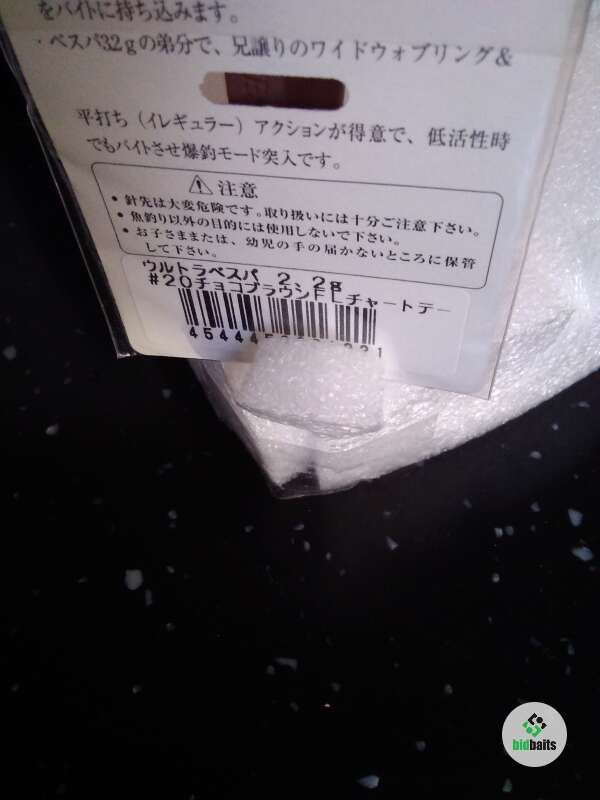 をバイトに持ち込みます。
・ベスパ32gの弟分で、兄譲りのワイドウォブリング&
平打ち（イレギュラー）アクションが得意で、低活性時
でもバイトさせ爆釣モード突入です。
⚠注意
• 針先は大変危険です。取り扱いには十分ご注意下さい。
• 魚釣り以外の目的には使用しないで下さい。
• お子さままたは、幼児の手の届かないところに保管
して下さい。
ウルトラベスパ 2.2g
#20チョコブラウンFLチャートテー
bidbaits